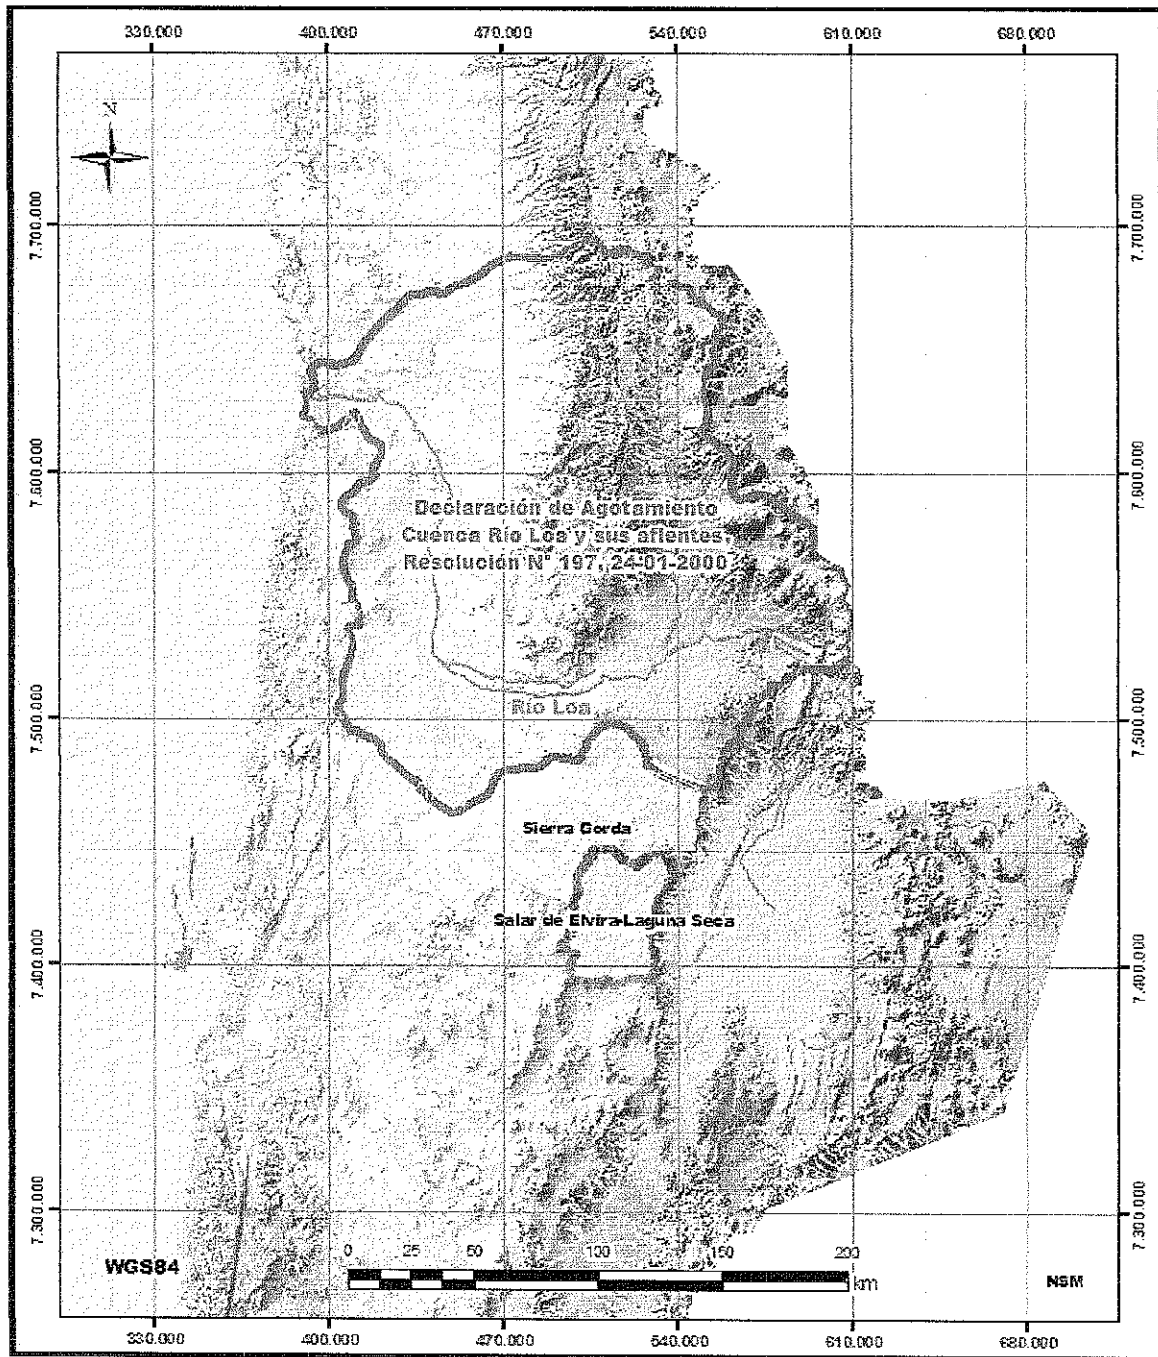 330.000 400.000 470.000 540.000 610.000 680.000
N
7.700.000 7.700.000
7.600.000 7.600.000
Declaración de Agotamiento
Cuenca Río Loa y sus aflentes,
Resolución N° 197, 24-01-2000
7.500.000 7.500.000
Río Loa
Sierra Gorda
Salar de Elvira-Laguna Seca
7.400.000 7.400.000
7.300.000 7.300.000
0 25 50 100 150 200
km
WGS84
NSM
330.000 400.000 470.000 540.000 610.000 680.000